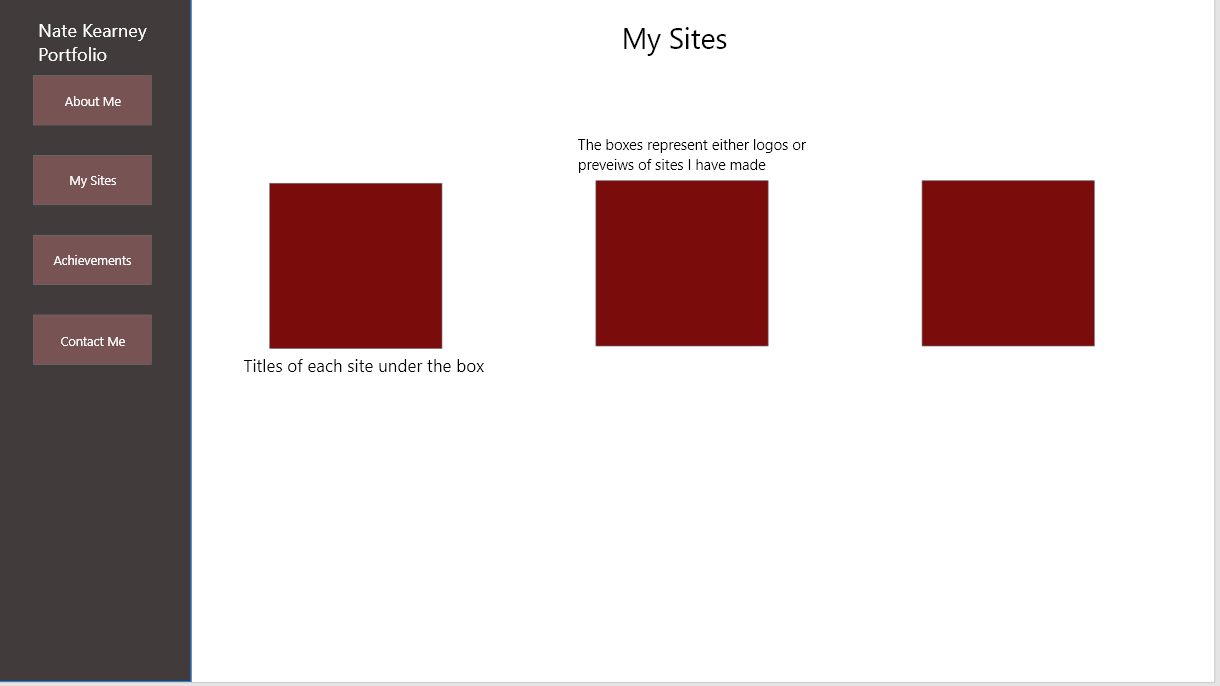 Nate Kearney
Portfolio
About Me
My Sites
Achievements
Contact Me
My Sites
The boxes represent either logos or
preveiws of sites I have made
Titles of each site under the box